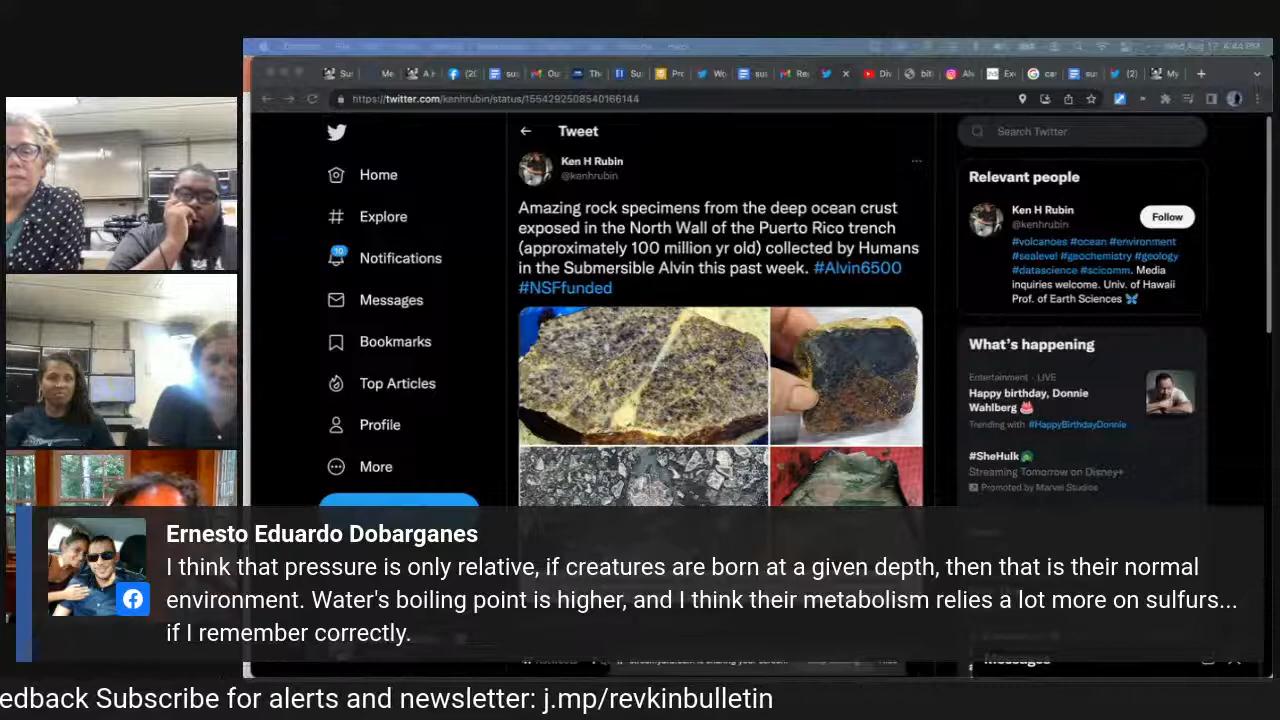 Wed Aug 17 4:44 PM
https://twitter.com/kenhrubin/status/1554292508540166144
Home
Explore
Notifications
Messages
Bookmarks
Top Articles
Profile
More
Tweet
Ken H Rubin
@kenhrubin
Amazing rock specimens from the deep ocean crust
exposed in the North Wall of the Puerto Rico trench
(approximately 100 million yr old) collected by Humans
in the Submersible Alvin this past week. #Alvin6500
#NSFfunded
Search Twitter
Relevant people
Ken H Rubin
@kenhrubin
Follow
#volcanoes #ocean #environment
#sealevel #geochemistry #geology
#datascience #scicomm. Media
inquiries welcome. Univ. of Hawaii
Prof. of Earth Sciences
What's happening
Entertainment · LIVE
Happy birthday, Donnie
Wahlberg
Trending with #HappyBirthdayDonnie
#SheHulk
Streaming Tomorrow on Disney+
Promoted by Marvel Studios
Messages
Ernesto Eduardo Dobarganes
I think that pressure is only relative, if creatures are born at a given depth, then that is their normal
environment. Water's boiling point is higher, and I think their metabolism relies a lot more on sulfurs...
if I remember correctly.
edback Subscribe for alerts and newsletter: j.mp/revkinbulletin